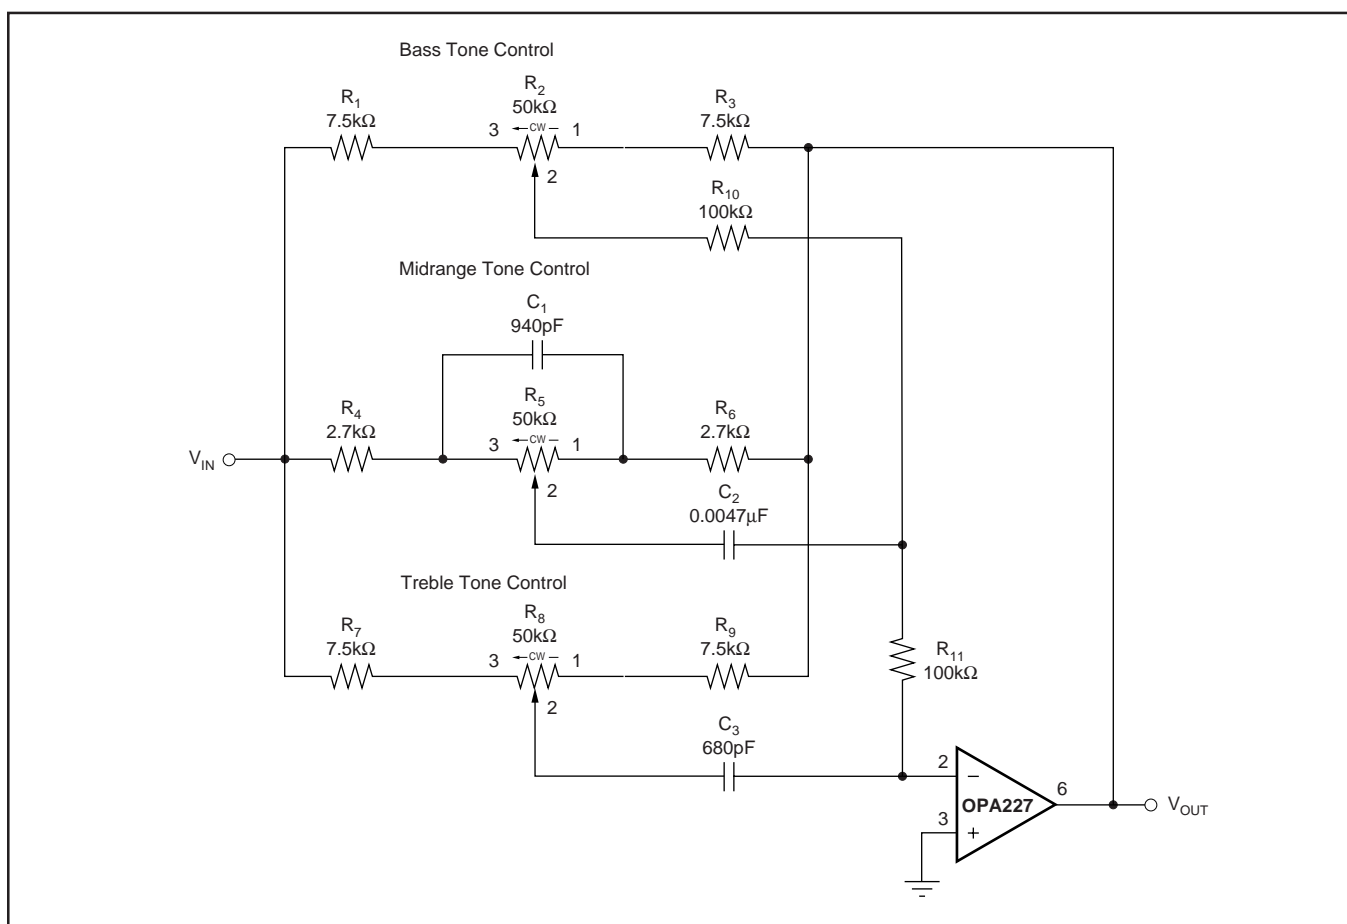 Bass Tone Control
R1
7.5kΩ
R2
50kΩ
3
CW
1
2
R3
7.5kΩ
R10
100kΩ
Midrange Tone Control
C1
940pF
R4
2.7kΩ
R5
50kΩ
3
CW
1
2
R6
2.7kΩ
VIN
C2
0.0047µF
Treble Tone Control
R7
7.5kΩ
R8
50kΩ
3
CW
1
2
R9
7.5kΩ
R11
100kΩ
C3
680pF
2
–
OPA227
6
3
+
VOUT